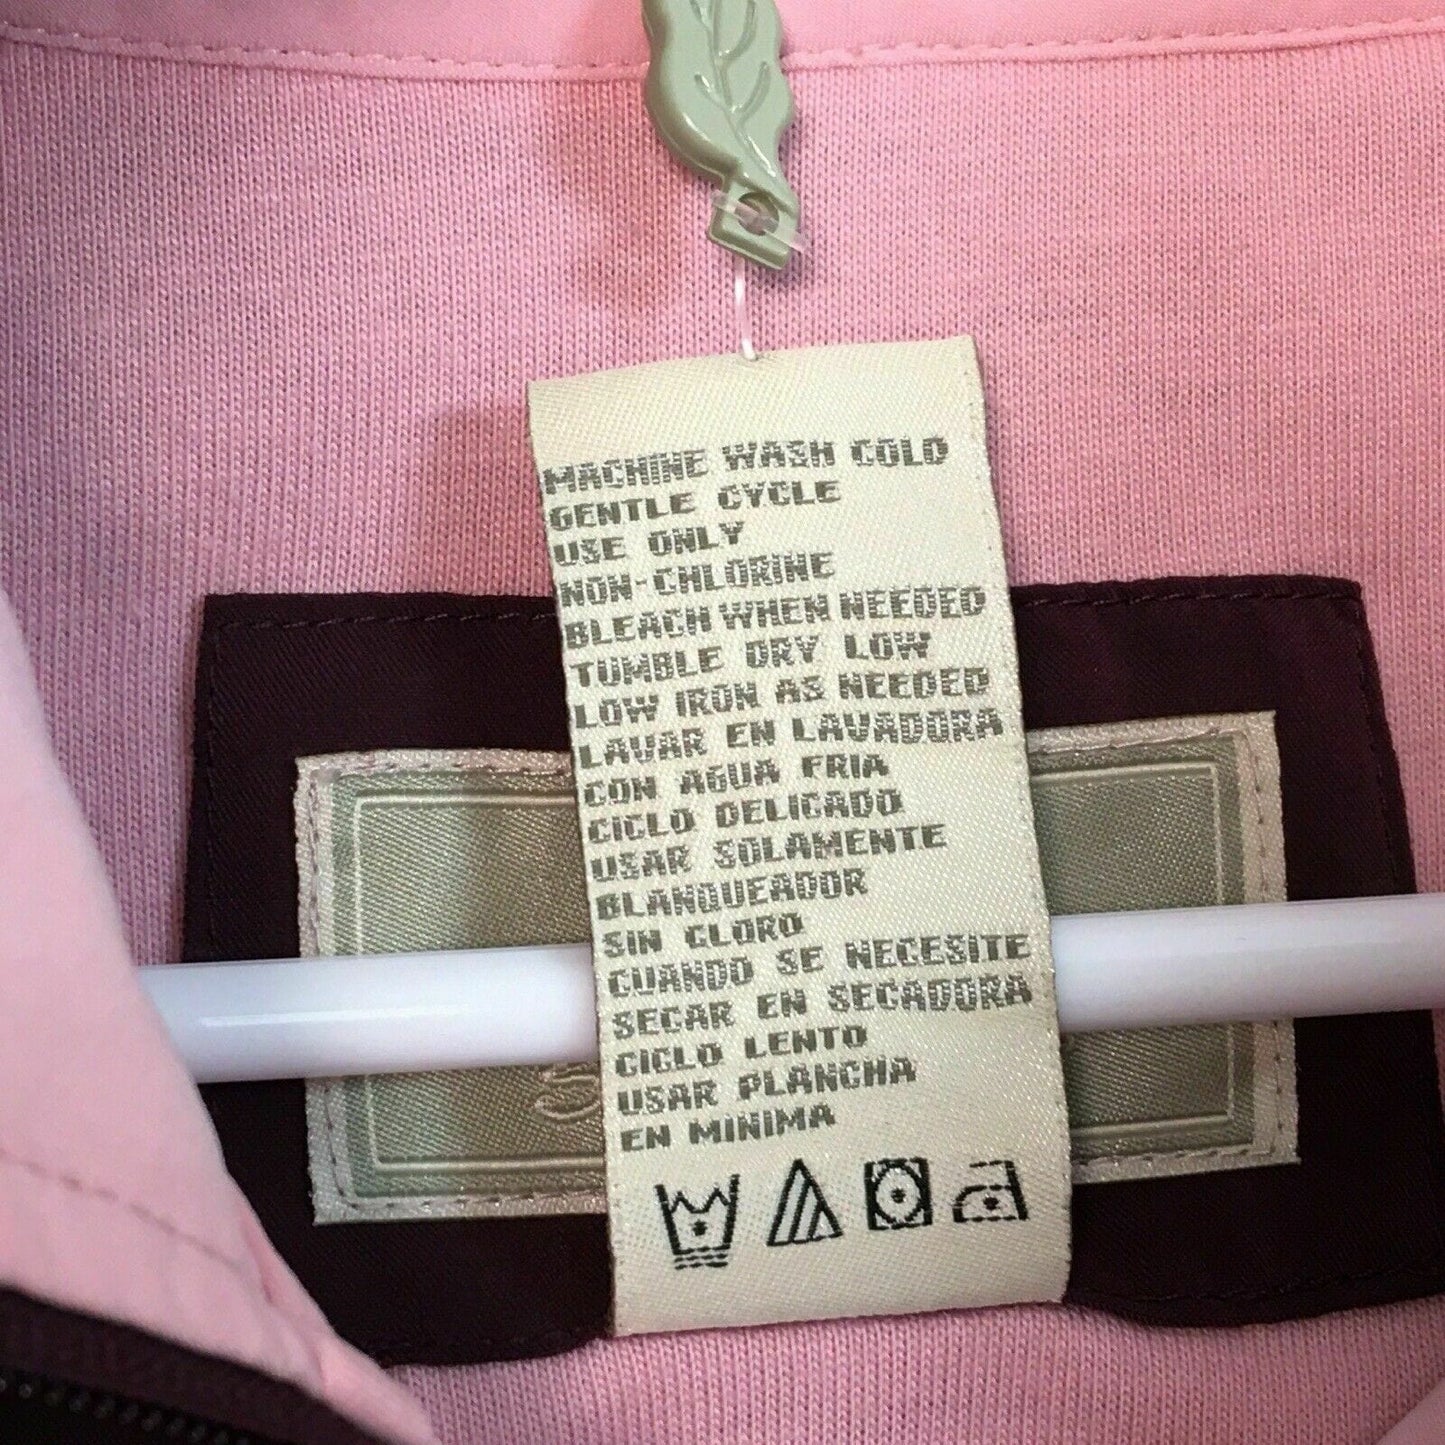 MACHINE WASH COLD
GENTLE CYCLE
USE ONLY
NON-CHLORINE
BLEACH WHEN NEEDED
TUMBLE DRY LOW
LOW IRON AS NEEDED
LAVAR EN LAVADORA
CON AGUA FRIA
CICLO DELICADO
USAR SOLAMENTE
BLANQUEADOR
SIN CLORO
CUANDO SE NECESITE
SECAR EN SECADORA
CICLO LENTO
USAR PLANCHA
EN MINIMA